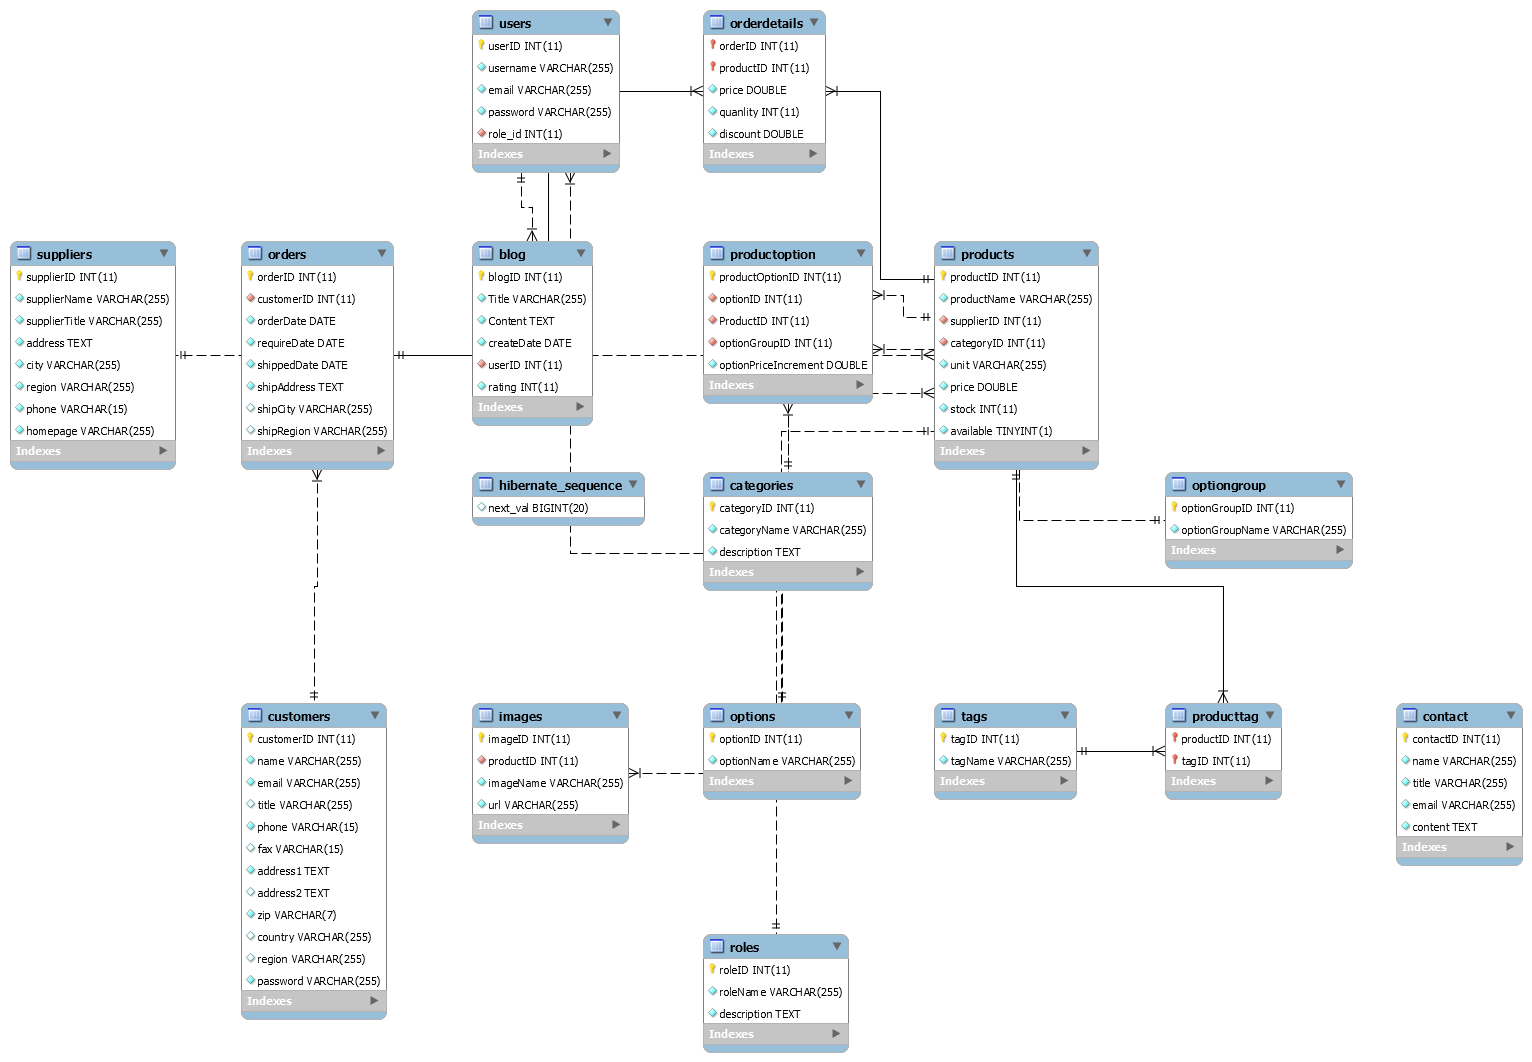 users
userID INT(11)
username VARCHAR(255)
email VARCHAR(255)
password VARCHAR(255)
role_id INT(11)
Indexes
orderdetails
orderID INT(11)
productID INT(11)
price DOUBLE
quanlity INT(11)
discount DOUBLE
Indexes
suppliers
supplierID INT(11)
supplierName VARCHAR(255)
supplierTitle VARCHAR(255)
address TEXT
city VARCHAR(255)
region VARCHAR(255)
phone VARCHAR(15)
homepage VARCHAR(255)
Indexes
orders
orderID INT(11)
customerID INT(11)
orderDate DATE
requireDate DATE
shippedDate DATE
shipAddress TEXT
shipCity VARCHAR(255)
shipRegion VARCHAR(255)
Indexes
blog
blogID INT(11)
Title VARCHAR(255)
Content TEXT
createDate DATE
userID INT(11)
rating INT(11)
Indexes
productoption
productOptionID INT(11)
optionID INT(11)
ProductID INT(11)
optionGroupID INT(11)
optionPriceIncrement DOUBLE
Indexes
products
productID INT(11)
productName VARCHAR(255)
supplierID INT(11)
categoryID INT(11)
unit VARCHAR(255)
price DOUBLE
stock INT(11)
available TINYINT(1)
Indexes
hibernate_sequence
next_val BIGINT(20)
categories
categoryID INT(11)
categoryName VARCHAR(255)
description TEXT
Indexes
optiongroup
optionGroupID INT(11)
optionGroupName VARCHAR(255)
Indexes
customers
customerID INT(11)
name VARCHAR(255)
email VARCHAR(255)
title VARCHAR(255)
phone VARCHAR(15)
fax VARCHAR(15)
address1 TEXT
address2 TEXT
zip VARCHAR(7)
country VARCHAR(255)
region VARCHAR(255)
password VARCHAR(255)
Indexes
images
imageID INT(11)
productID INT(11)
imageName VARCHAR(255)
url VARCHAR(255)
Indexes
options
optionID INT(11)
optionName VARCHAR(255)
Indexes
tags
tagID INT(11)
tagName VARCHAR(255)
Indexes
producttag
productID INT(11)
tagID INT(11)
Indexes
contact
contactID INT(11)
name VARCHAR(255)
title VARCHAR(255)
email VARCHAR(255)
content TEXT
Indexes
roles
roleID INT(11)
roleName VARCHAR(255)
description TEXT
Indexes